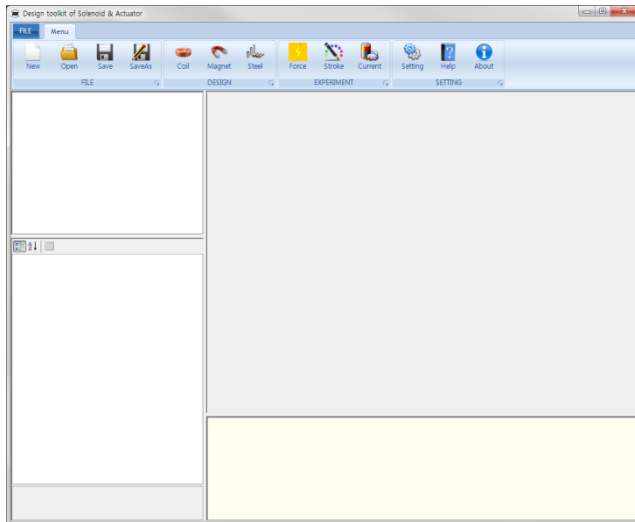 Design toolkit of Solenoid & Actuator
FILE Menu
New Open Save SaveAs Coil Magnet Steel Force Stroke Current Setting Help About
FILE DESIGN EXPERIMENT SETTING